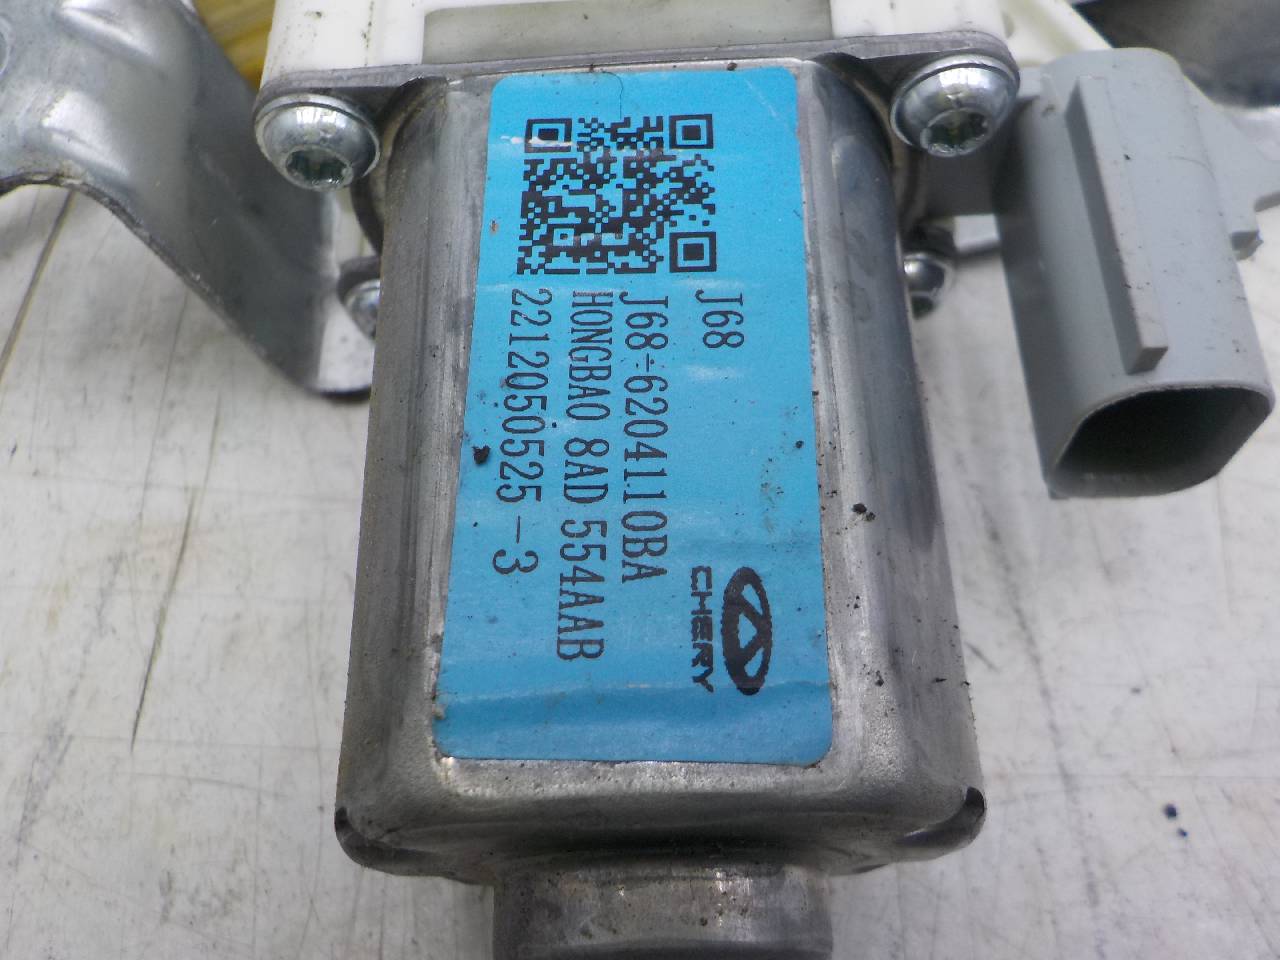 J68
J68-6204110BA
HONGBAO 8AD 554AAB
2212050525-3
CHERY